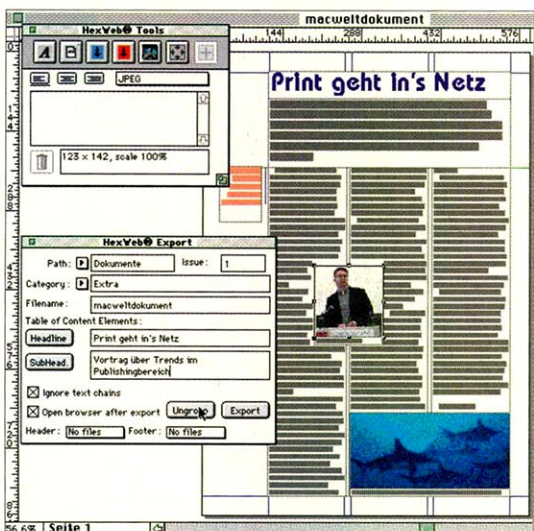 macweltdokument
HexWeb® Tools
144 288 432 576
JPEG
123 x 142, scale 100%
Print geht in's Netz
HexWeb® Export
Path: Dokumente Issue: 1
Category: Extra
Filename: macweltdokument
Table of Content Elements:
Headline Print geht in's Netz
SubHead. Vortrag über Trends im
Publishingbereich
Ignore text chains
Open browser after export Ungroup Export
Header: No files Footer: No files
56.6% Seite 1